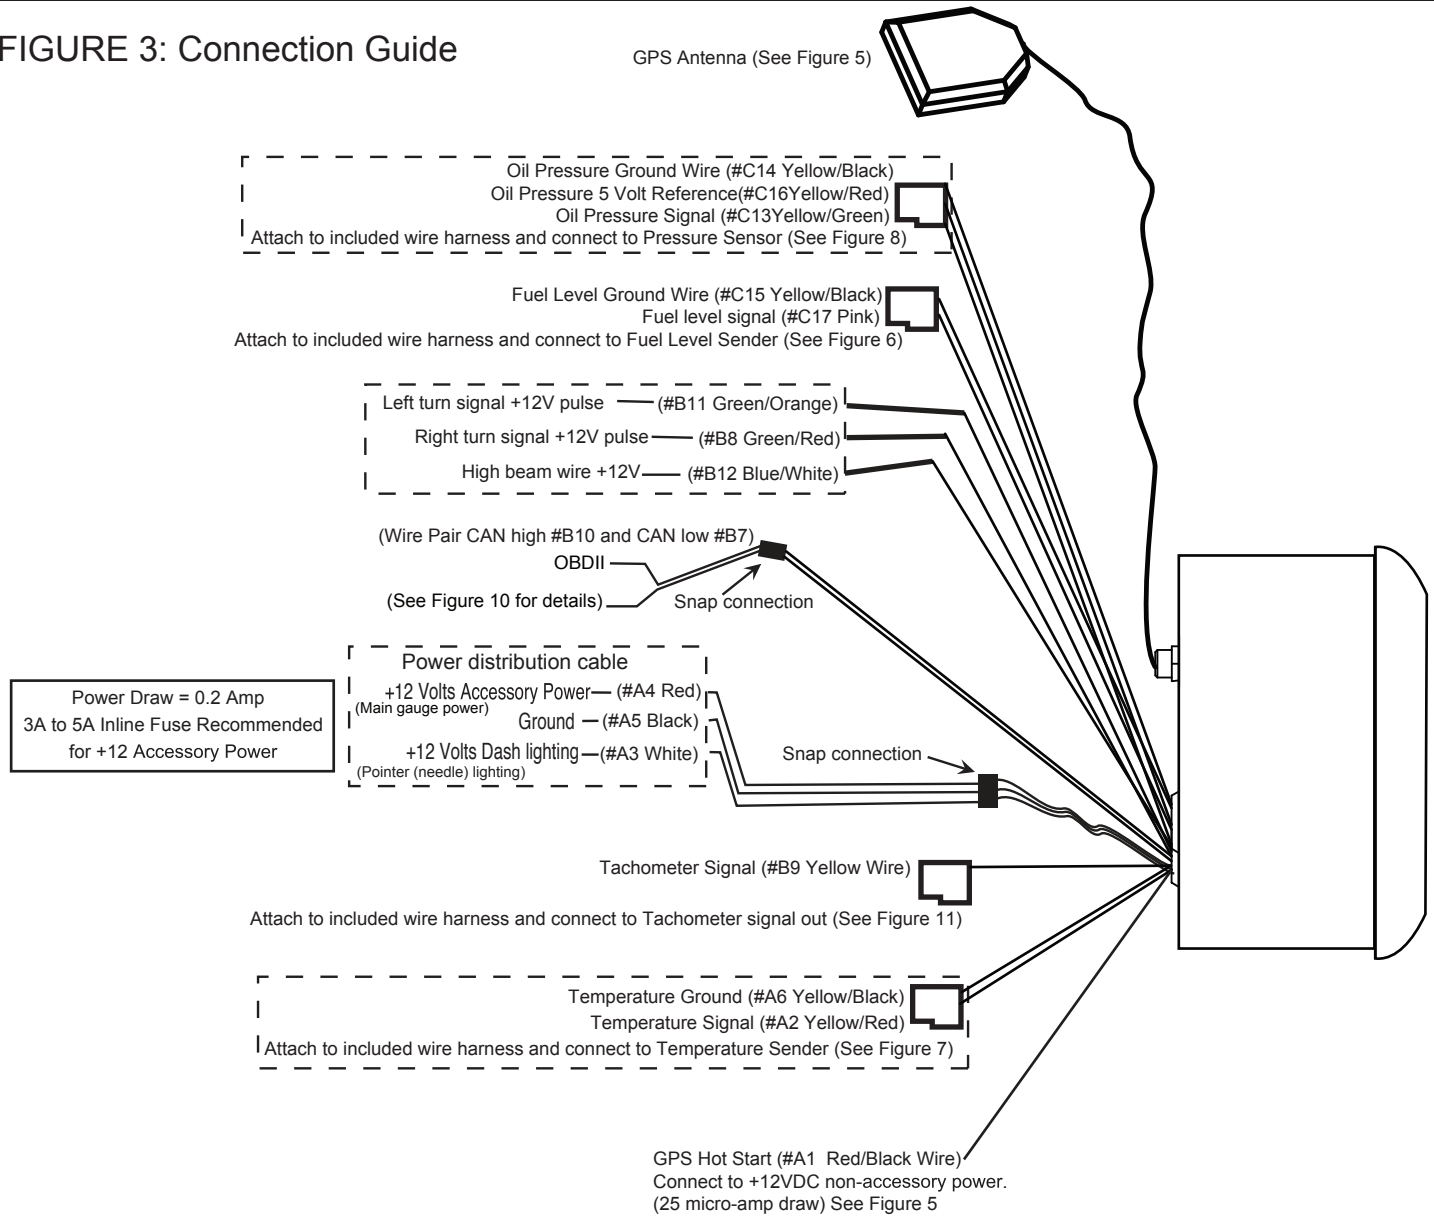 FIGURE 3: Connection Guide
GPS Antenna (See Figure 5)
Oil Pressure Ground Wire (#C14 Yellow/Black)
Oil Pressure 5 Volt Reference(#C16Yellow/Red)
Oil Pressure Signal (#C13Yellow/Green)
Attach to included wire harness and connect to Pressure Sensor (See Figure 8)
Fuel Level Ground Wire (#C15 Yellow/Black)
Fuel level signal (#C17 Pink)
Attach to included wire harness and connect to Fuel Level Sender (See Figure 6)
Left turn signal +12V pulse (#B11 Green/Orange)
Right turn signal +12V pulse (#B8 Green/Red)
High beam wire +12V (#B12 Blue/White)
(Wire Pair CAN high #B10 and CAN low #B7)
OBDII
(See Figure 10 for details)
Snap connection
Power distribution cable
+12 Volts Accessory Power (#A4 Red)
(Main gauge power)
Ground (#A5 Black)
+12 Volts Dash lighting (#A3 White)
(Pointer (needle) lighting)
Power Draw = 0.2 Amp
3A to 5A Inline Fuse Recommended
for +12 Accessory Power
Snap connection
Tachometer Signal (#B9 Yellow Wire)
Attach to included wire harness and connect to Tachometer signal out (See Figure 11)
Temperature Ground (#A6 Yellow/Black)
Temperature Signal (#A2 Yellow/Red)
Attach to included wire harness and connect to Temperature Sender (See Figure 7)
GPS Hot Start (#A1 Red/Black Wire)
Connect to +12VDC non-accessory power.
(25 micro-amp draw) See Figure 5